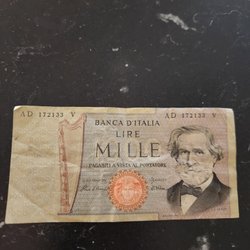 BANCA D'ITALIA
AD 172133 V
AD 172133 V
LIRE
MILLE
PAGABILI A VISTA AL PORTATORE